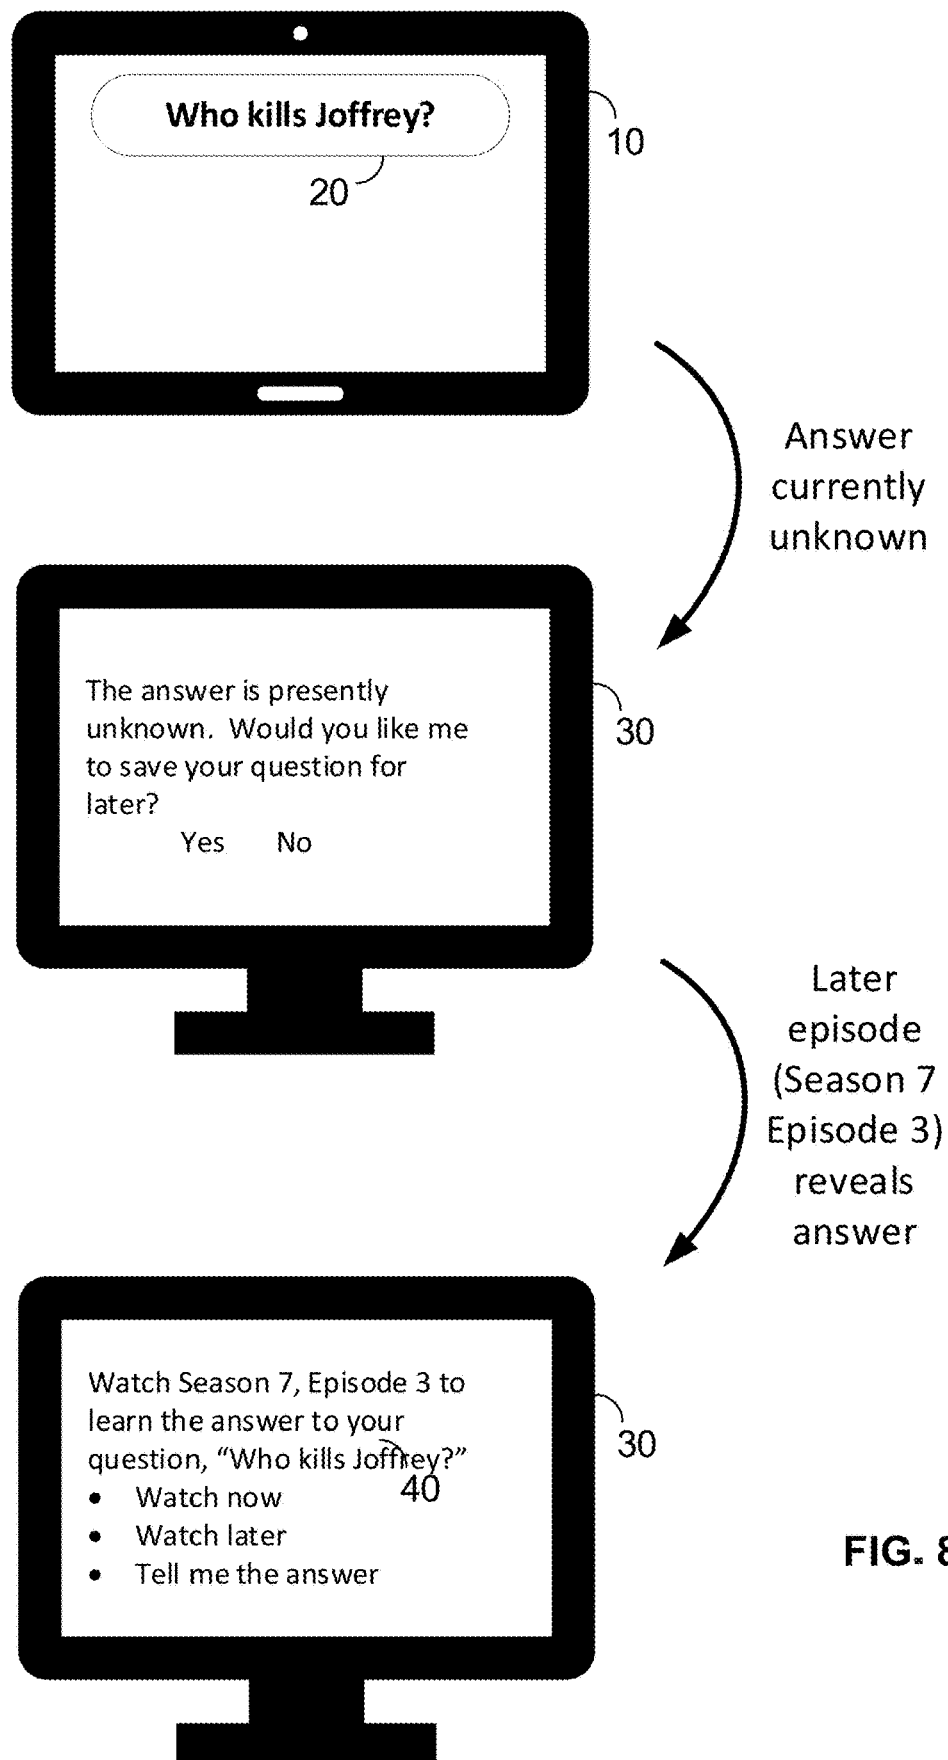 Who kills Joffrey?
10
20
Answer
currently
unknown
The answer is presently
unknown.  Would you like me
to save your question for
later?
Yes No
30
Later
episode
(Season 7
Episode 3)
reveals
answer
Watch Season 7, Episode 3 to
learn the answer to your
question, “Who kills Joffrey?”
40
• Watch now
• Watch later
• Tell me the answer
30
FIG. 8